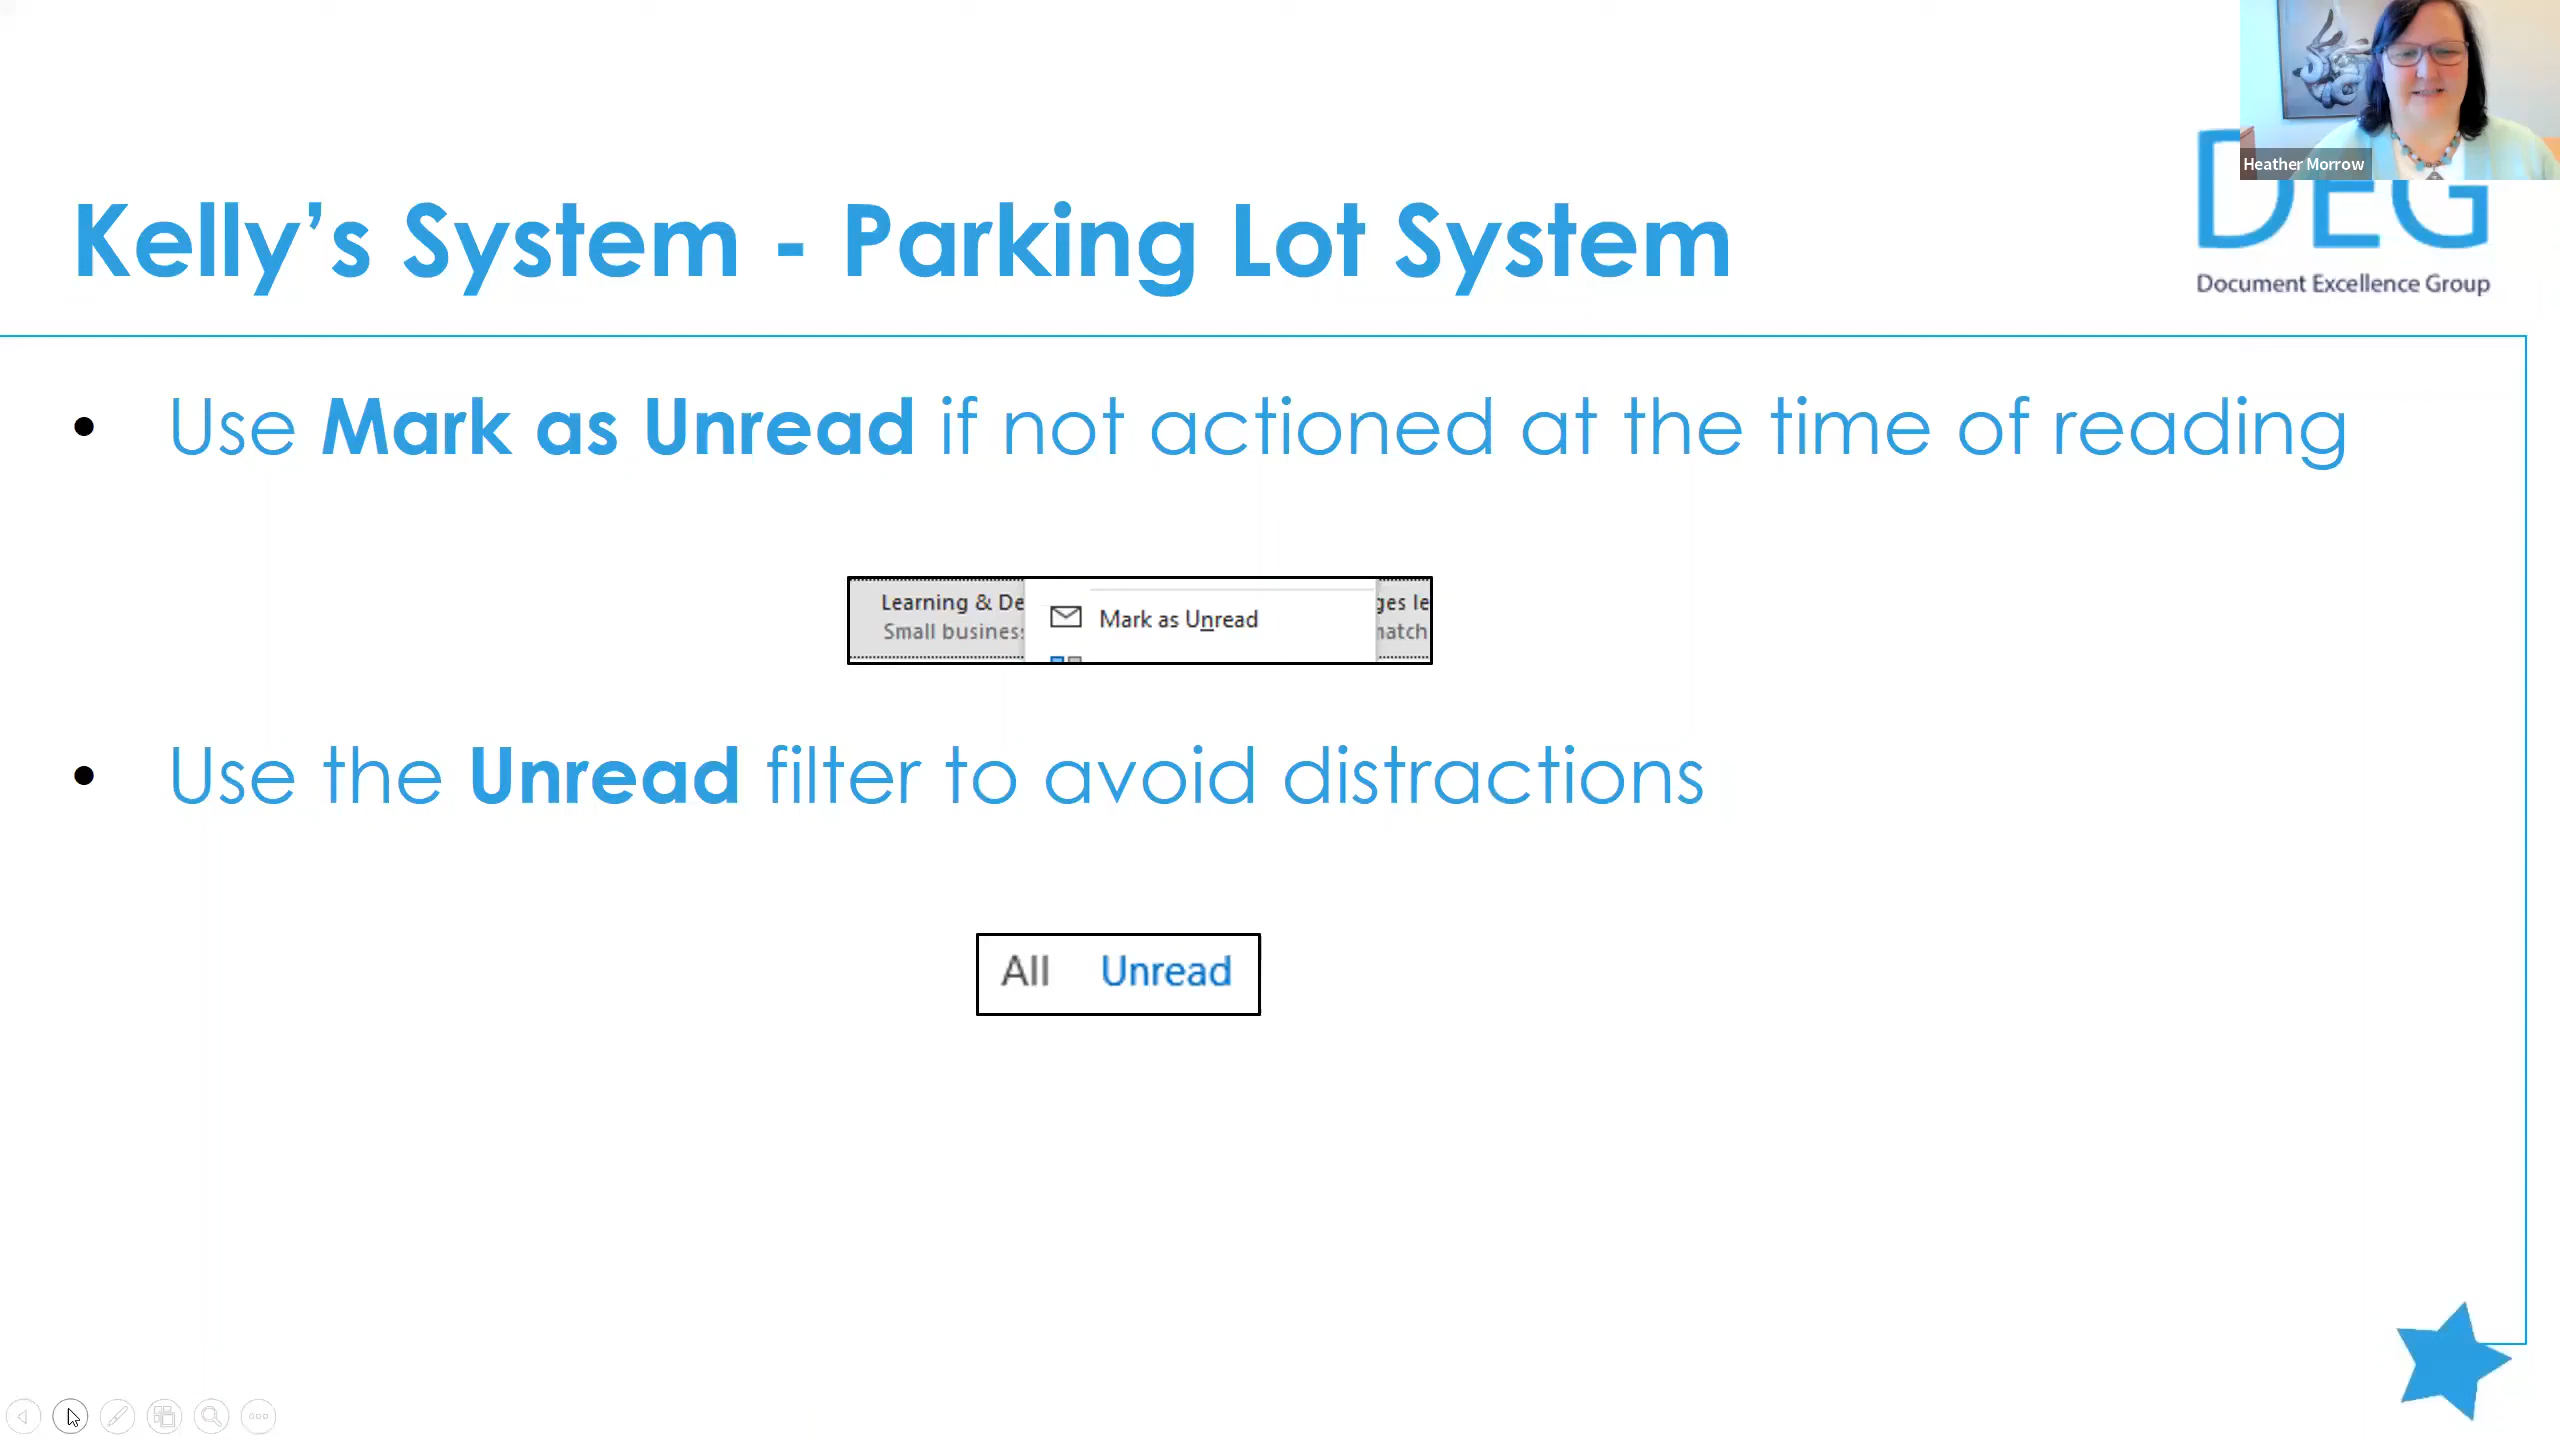 Heather Morrow
DEG
Document Excellence Group
Kelly’s System - Parking Lot System
• Use Mark as Unread if not actioned at the time of reading
Learning & De
Small business
Mark as Unread
ges le
natch
• Use the Unread filter to avoid distractions
All Unread